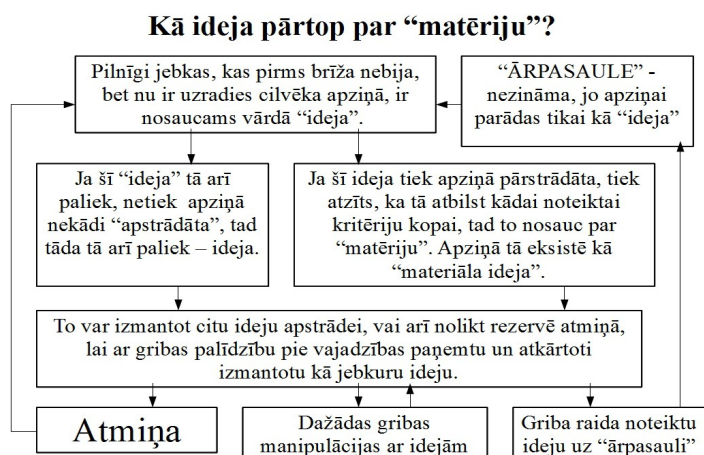 Kā ideja pārtop par “matēriju”?
Pilnīgi jebkas, kas pirms brīža nebija,
bet nu ir uzradies cilvēka apziņā, ir
nosaucams vārdā “ideja”.
“ĀRPASAULE” -
nezināma, jo apziņai
parādas tikai kā “ideja”
Ja šī “ideja” tā arī
paliek, netiek apziņā
nekādi “apstrādāta”, tad
tāda tā arī paliek – ideja.
Ja šī ideja tiek apziņā pārstrādāta, tiek
atzīts, ka tā atbilst kādai noteiktai
kritēriju kopai, tad to nosauc par
“matēriju”. Apziņā tā eksistē kā
“materiāla ideja”.
To var izmantot citu ideju apstrādei, vai arī nolikt rezervē atmiņā,
lai ar gribas palīdzību pie vajadzības paņemtu un atkārtoti
izmantotu kā jebkuru ideju.
Atmiņa
Dažādas gribas
manipulācijas ar idejām
Griba raida noteiktu
ideju uz “ārpasauli”